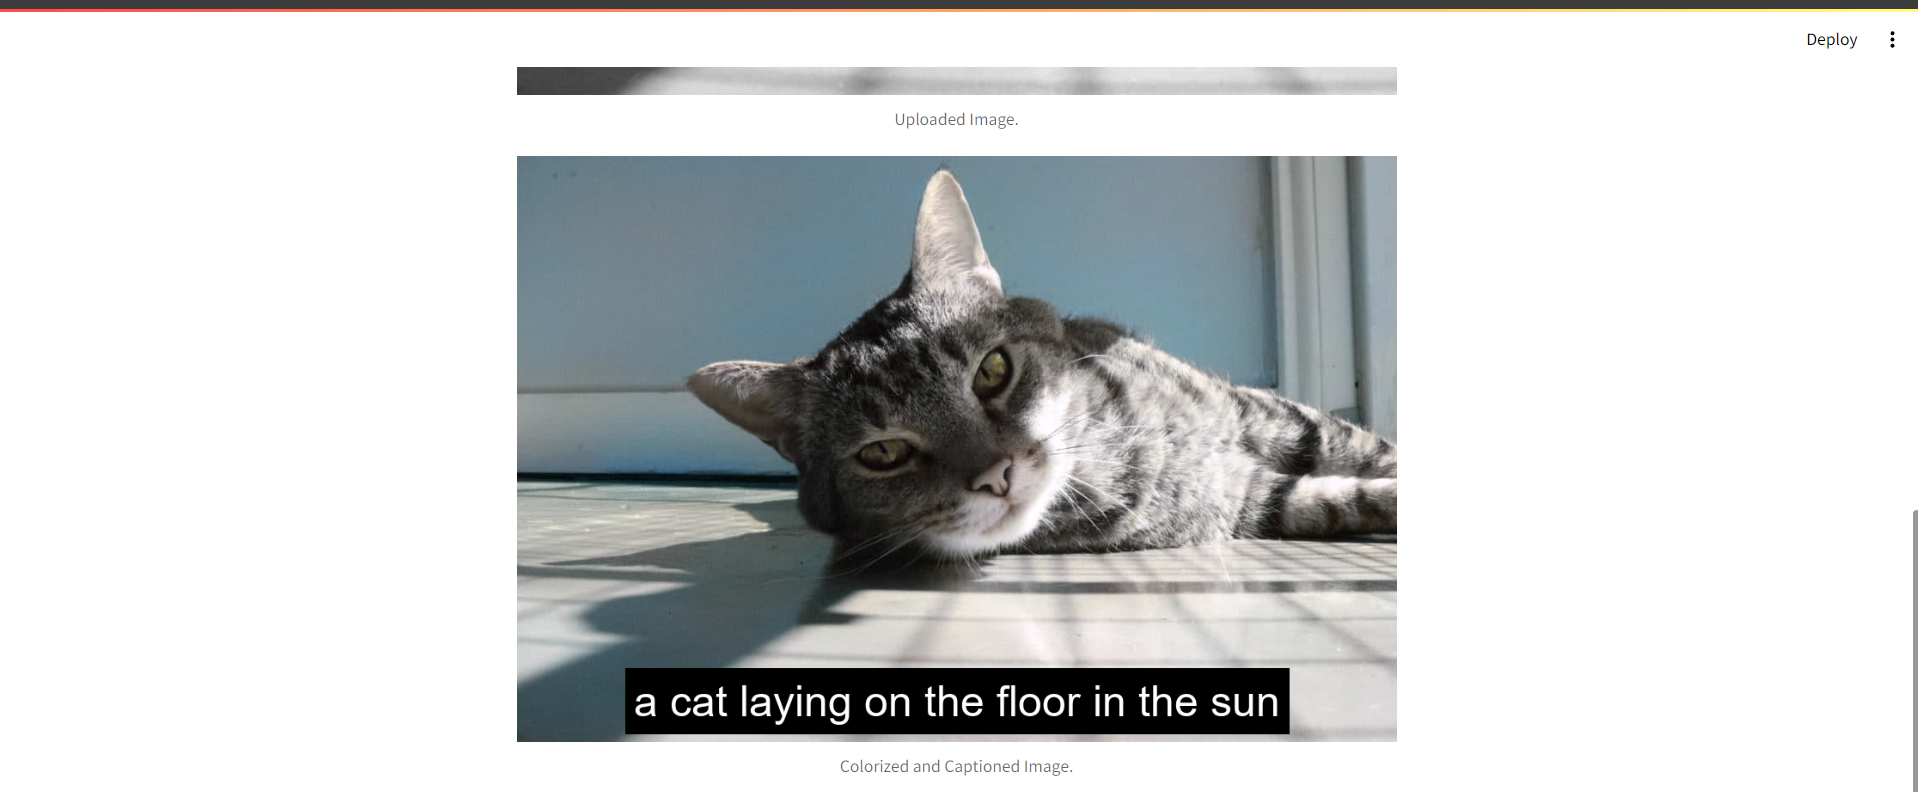 Deploy
Uploaded Image.
a cat laying on the floor in the sun
Colorized and Captioned Image.